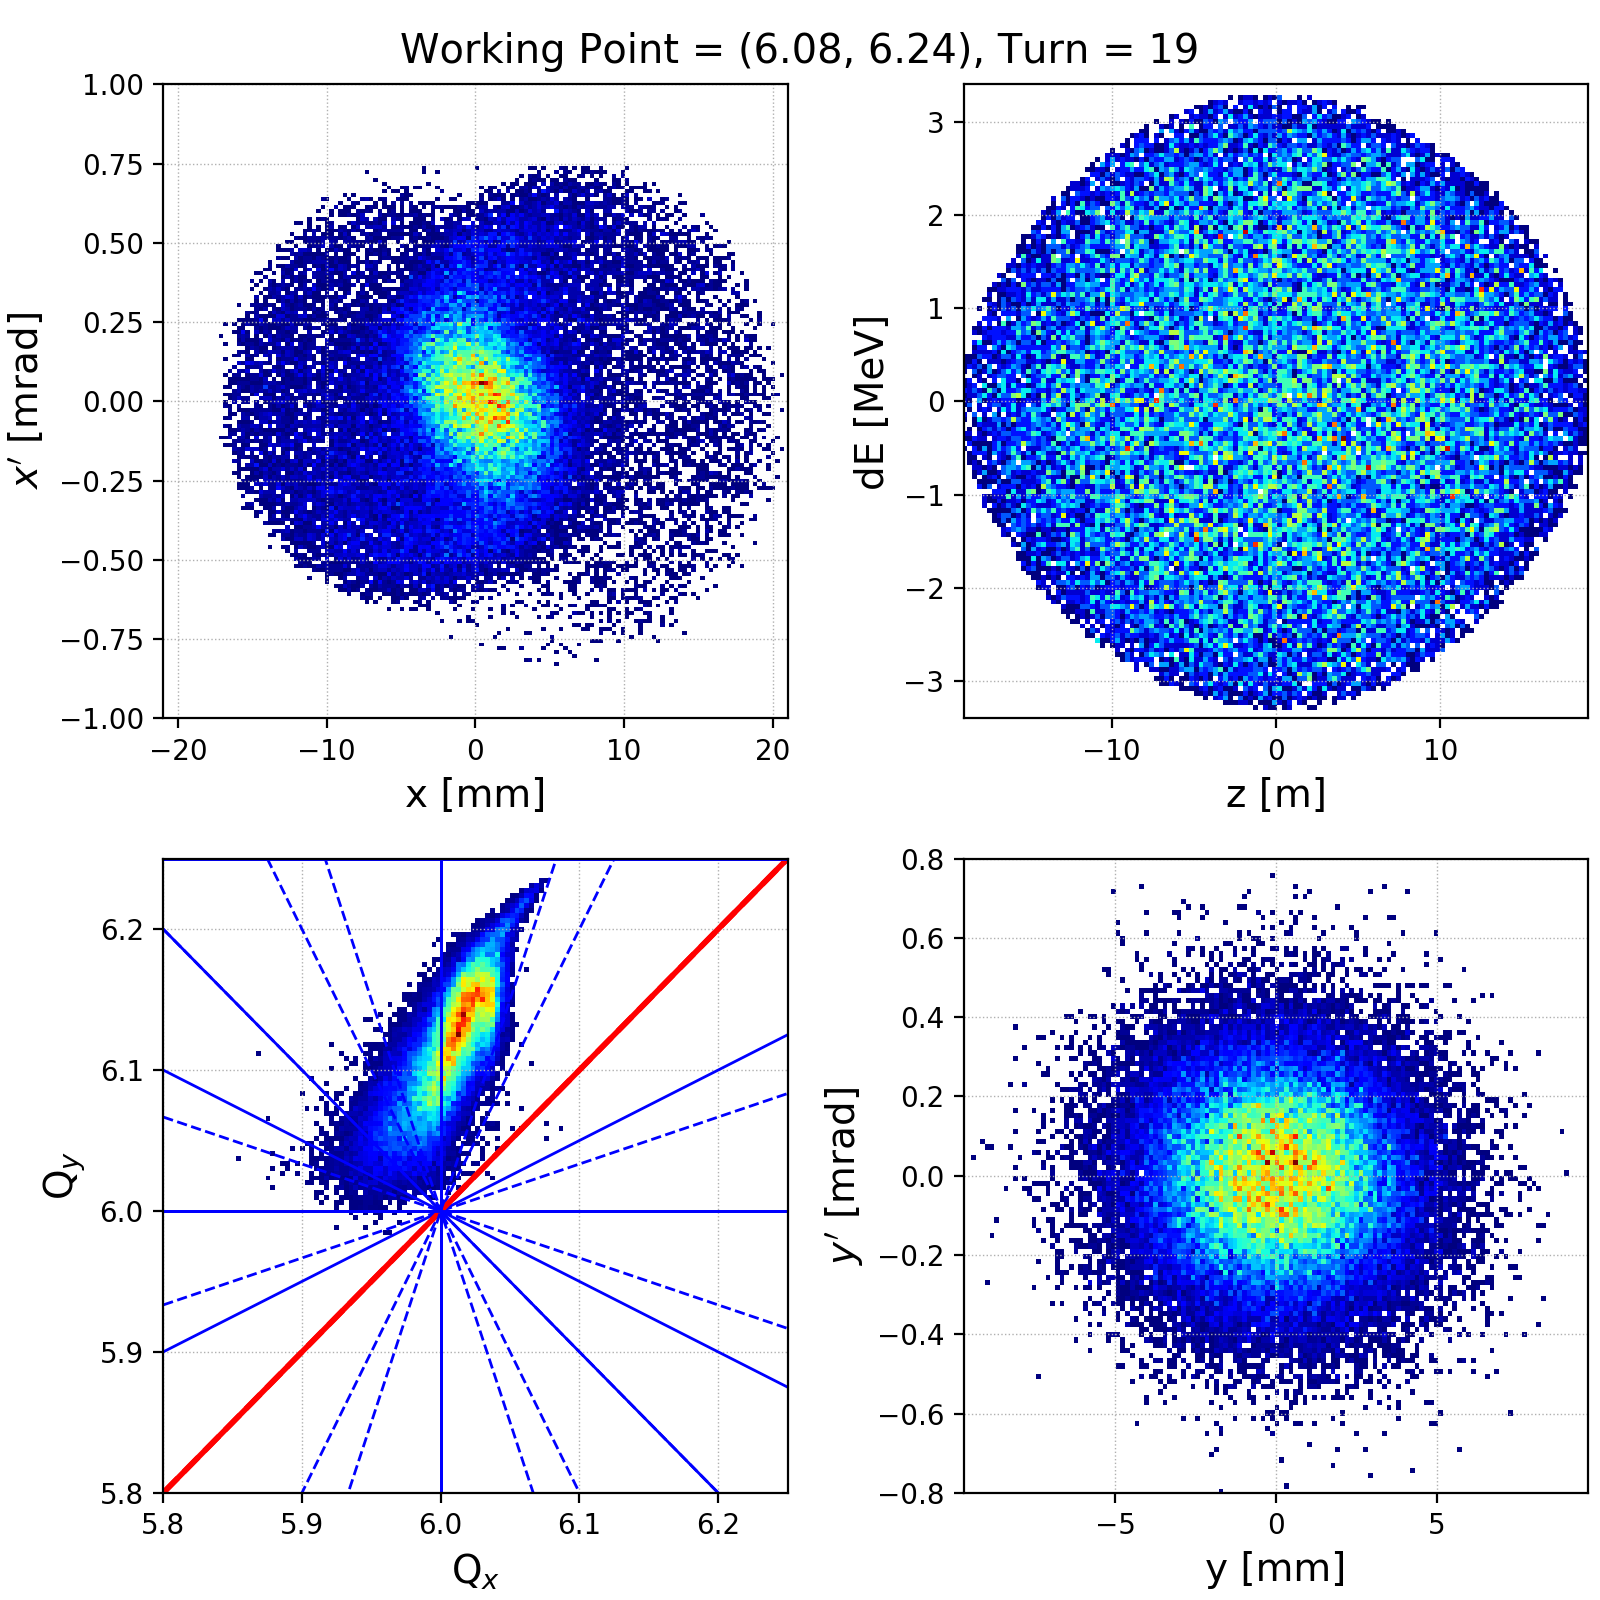 Working Point = (6.08, 6.24), Turn = 19
1.00
0.75
0.50
0.25
0.00
−0.25
−0.50
−0.75
−1.00
x′ [mrad]
−20 −10 0 10 20
x [mm]
3
2
1
0
−1
−2
−3
dE [MeV]
−10 0 10
z [m]
6.2
6.1
6.0
5.9
5.8
Qy
5.8 5.9 6.0 6.1 6.2
Qx
0.8
0.6
0.4
0.2
0.0
−0.2
−0.4
−0.6
−0.8
y′ [mrad]
−5 0 5
y [mm]